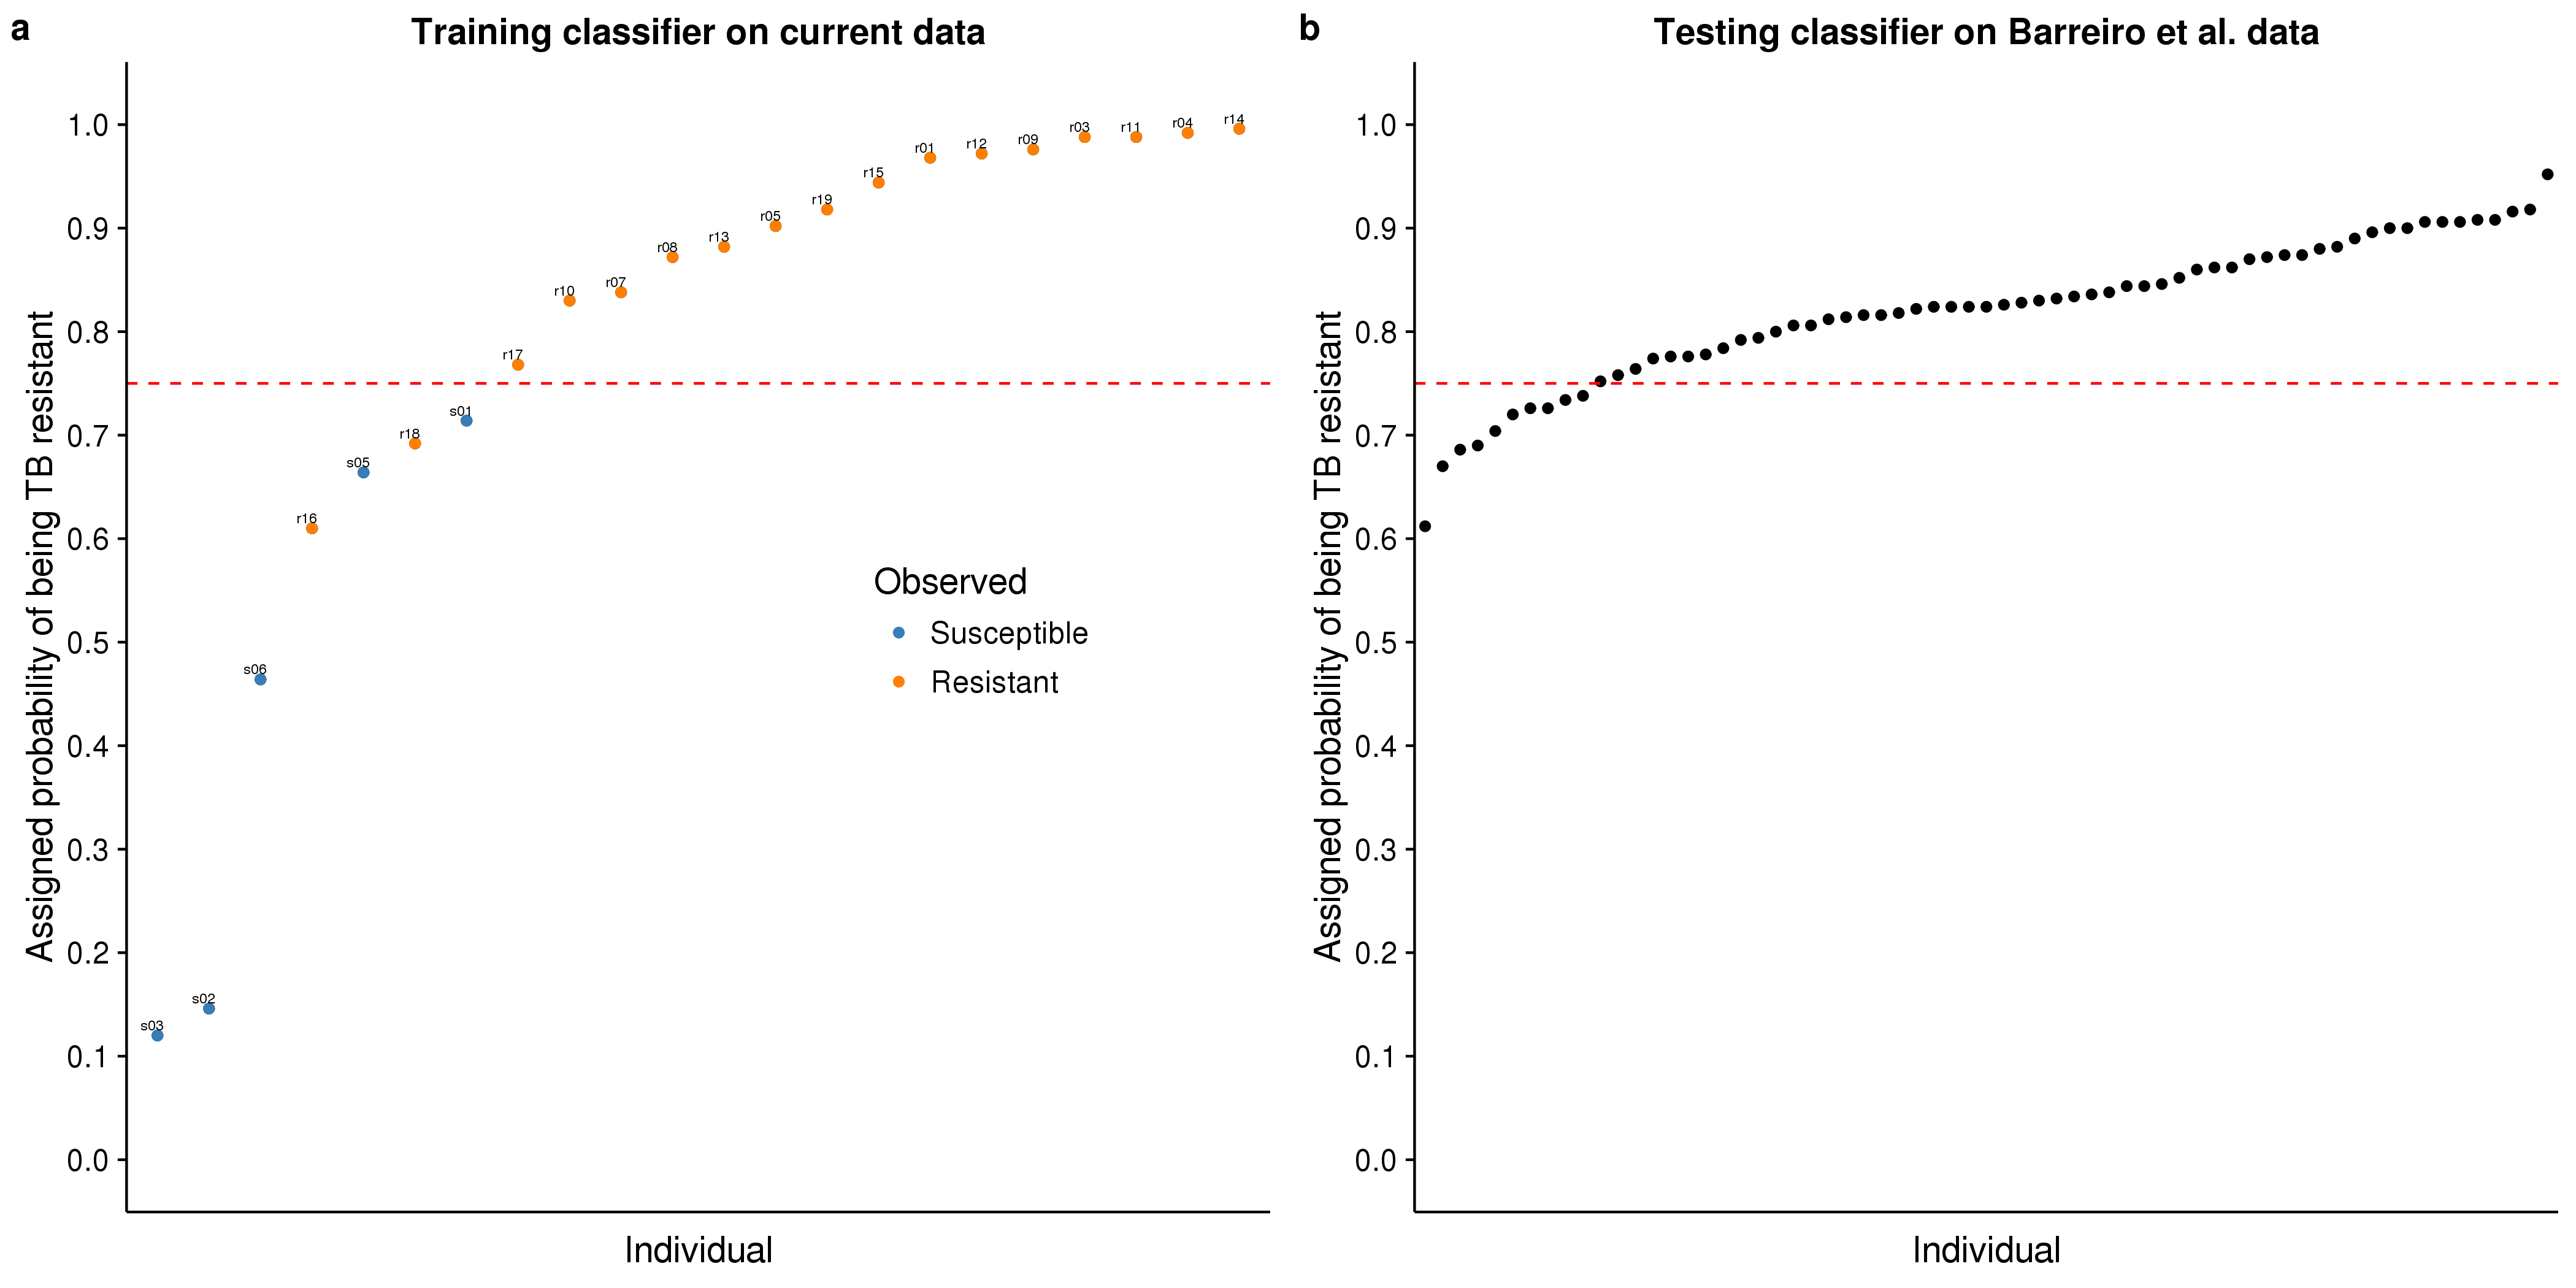 a
Training classifier on current data
Assigned probability of being TB resistant
1.0
0.9
0.8
0.7
0.6
0.5
0.4
0.3
0.2
0.1
0.0
s03
s02
s06
r16
s05
r18
s01
r17
r10
r07
r08
r13
r05
r19
r15
r01
r12
r09
r03
r11
r04
r14
Observed
Susceptible
Resistant
Individual
b
Testing classifier on Barreiro et al. data
Assigned probability of being TB resistant
1.0
0.9
0.8
0.7
0.6
0.5
0.4
0.3
0.2
0.1
0.0
Individual